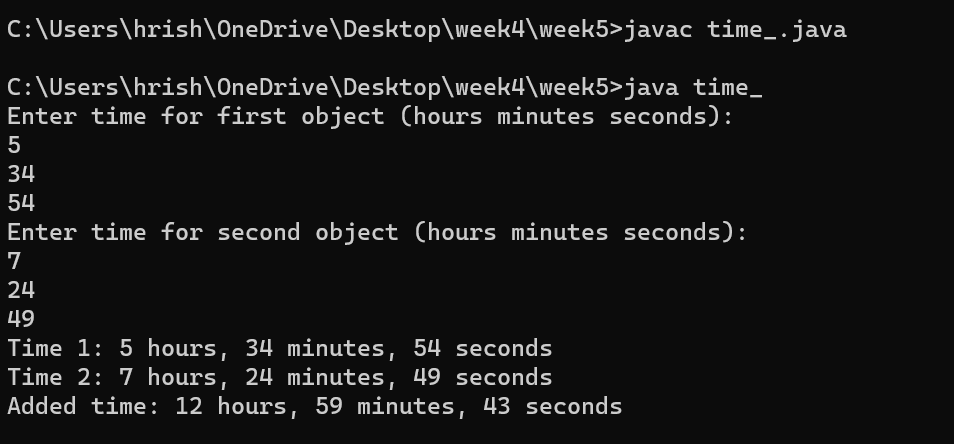 C:\Users\hrish\OneDrive\Desktop\week4\week5>javac time_.java
C:\Users\hrish\OneDrive\Desktop\week4\week5>java time_
Enter time for first object (hours minutes seconds):
5
34
54
Enter time for second object (hours minutes seconds):
7
24
49
Time 1: 5 hours, 34 minutes, 54 seconds
Time 2: 7 hours, 24 minutes, 49 seconds
Added time: 12 hours, 59 minutes, 43 seconds